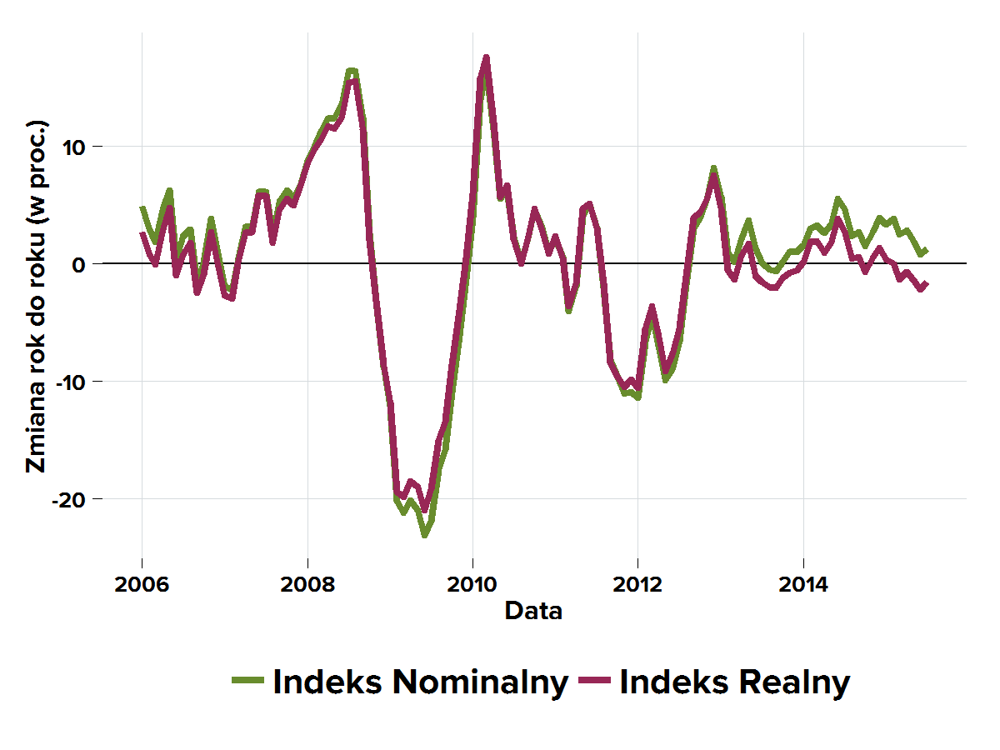 Zmiana rok do roku (w proc.)
10
0
-10
-20
2006 2008 2010 2012 2014
Data
Indeks Nominalny Indeks Realny